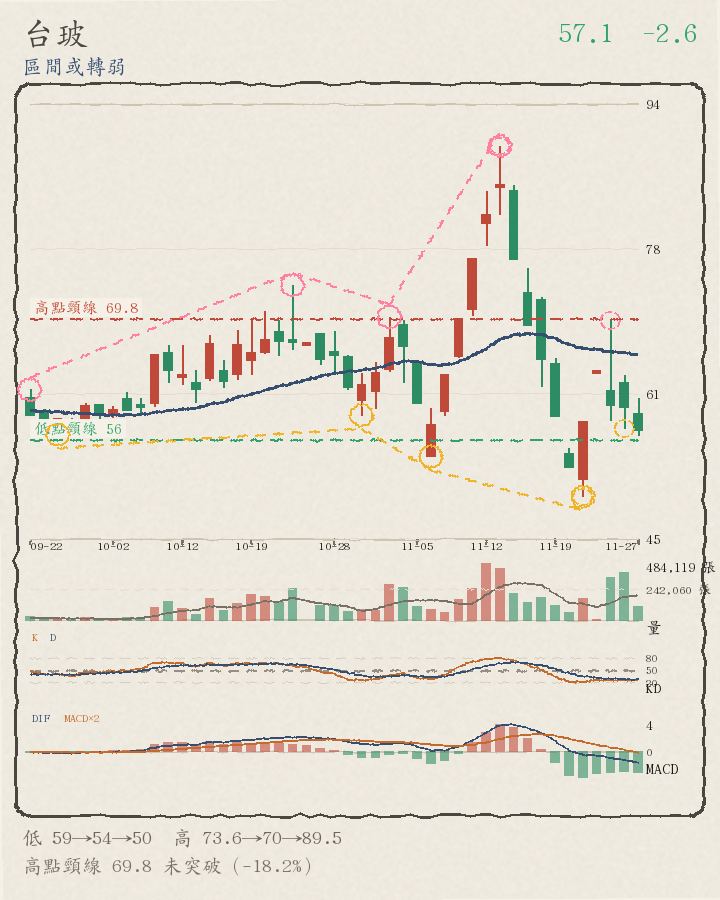 台玻
57.1 -2.6
區間或轉弱
94
78
高點頸線 69.8
61
低點頸線 56
45
09-22 10-02 10-12 10-19 10-28 11-05 11-12 11-19 11-27
484,119 張
242,060 張
量
K D
80
50
20
KD
DIF MACD×2
4
0
MACD
低 59→54→50 高 73.6→70→89.5
高點頸線 69.8 未突破 (-18.2%)